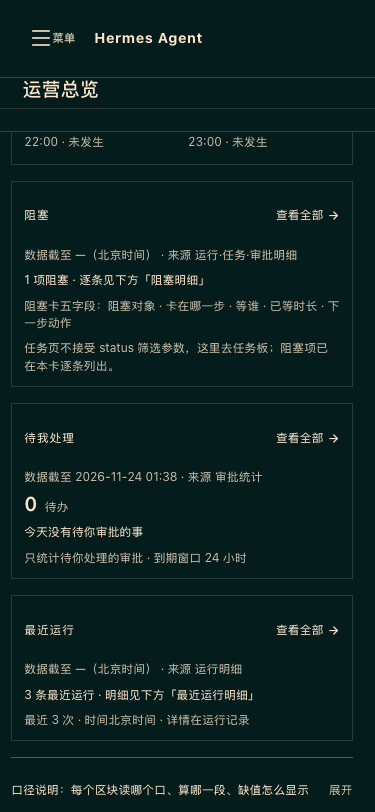 菜单 Hermes Agent
运营总览
22:00 · 未发生 23:00 · 未发生
阻塞 查看全部 →
数据截至 —（北京时间） · 来源 运行·任务·审批明细
1 项阻塞 · 逐条见下方「阻塞明细」
阻塞卡五字段：阻塞对象 · 卡在哪一步 · 等谁 · 已等时长 · 下
一步动作
任务页不接受 status 筛选参数，这里去任务板；阻塞项已
在本卡逐条列出。
待我处理 查看全部 →
数据截至 2026-11-24 01:38 · 来源 审批统计
0 待办
今天没有待你审批的事
只统计待你处理的审批 · 到期窗口 24 小时
最近运行 查看全部 →
数据截至 —（北京时间） · 来源 运行明细
3 条最近运行 · 明细见下方「最近运行明细」
最近 3 次 · 时间北京时间 · 详情在运行记录
口径说明：每个区块读哪个口、算哪一段、缺值怎么显示 展开